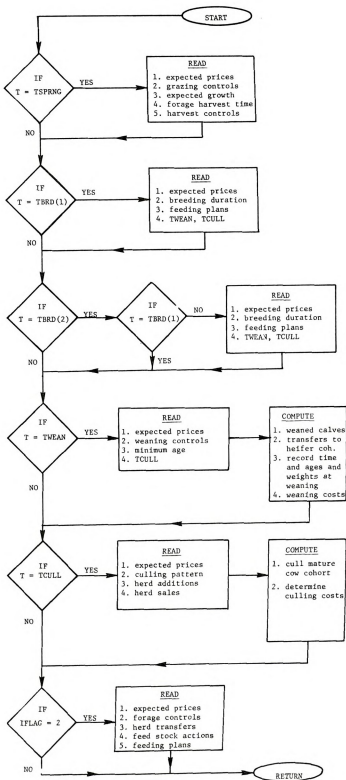 START
IF
T = TSPRNG
YES
NO
READ
1. expected prices
2. grazing controls
3. expected growth
4. forage harvest time
5. harvest controls
IF
T = TBRD(1)
YES
NO
READ
1. expected prices
2. breeding duration
3. feeding plans
4. TWEAN, TCULL
IF
T = TBRD(2)
YES
NO
IF
T = TBRD(1)
NO
YES
READ
1. expected prices
2. breeding duration
3. feeding plans
4. TWEAN, TCULL
IF
T = TWEAN
YES
NO
READ
1. expected prices
2. weaning controls
3. minimum age
4. TCULL
COMPUTE
1. weaned calves
2. transfers to
heifer coh.
3. record time
and ages and
weights at
weaning
4. weaning costs
IF
T = TCULL
YES
NO
READ
1. expected prices
2. culling pattern
3. herd additions
4. herd sales
COMPUTE
1. cull mature
cow cohort
2. determine
culling costs
IF
IFLAG = 2
YES
NO
READ
1. expected prices
2. forage controls
3. herd transfers
4. feed stock actions
5. feeding plans
RETURN